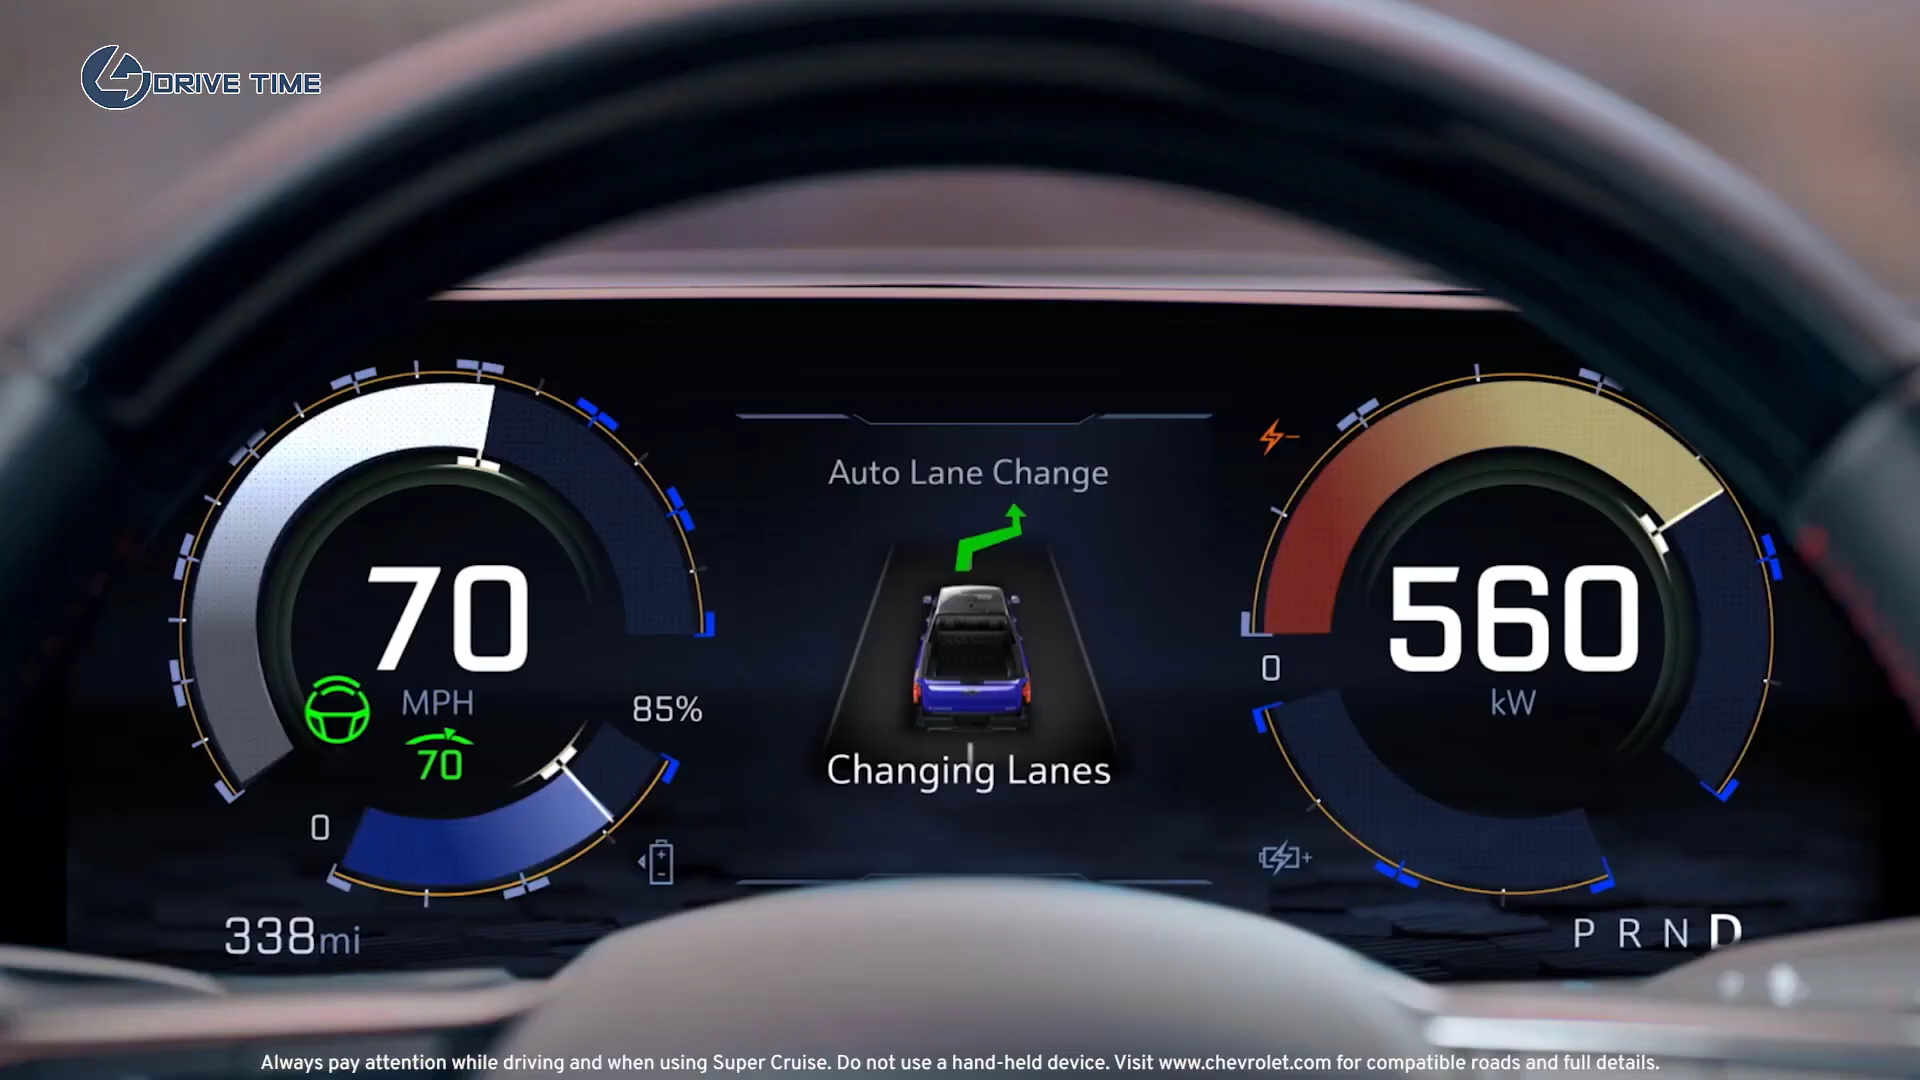 DRIVE TIME
Auto Lane Change
70
MPH
70
85%
0
338mi
Changing Lanes
560
kW
0
P R N D
Always pay attention while driving and when using Super Cruise. Do not use a hand-held device. Visit www.chevrolet.com for compatible roads and full details.